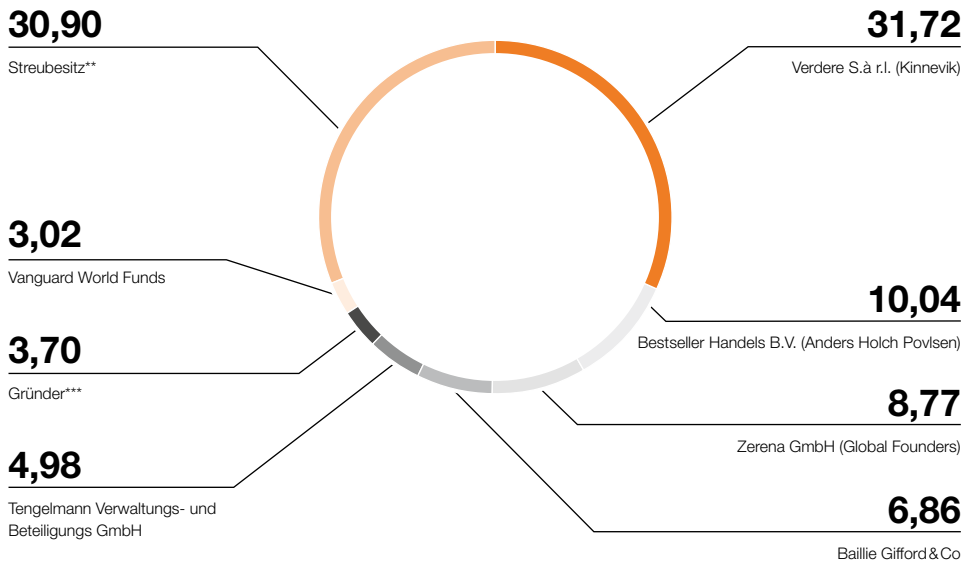 30,90
Streubesitz**
31,72
Verdere S.à r.l. (Kinnevik)
3,02
Vanguard World Funds
10,04
Bestseller Handels B.V. (Anders Holch Povlsen)
3,70
Gründer***
8,77
Zerena GmbH (Global Founders)
4,98
Tengelmann Verwaltungs- und
Beteiligungs GmbH
6,86
Baillie Gifford & Co